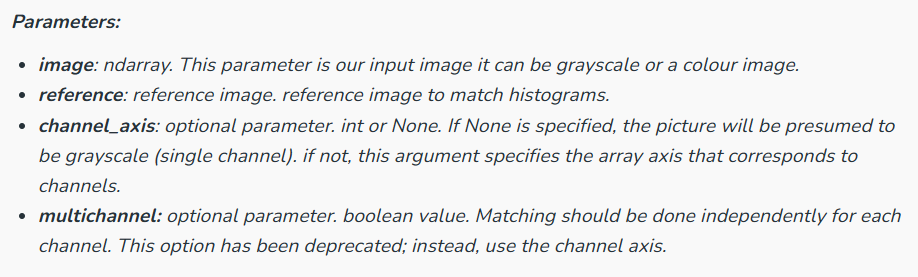 Parameters:
• image: ndarray. This parameter is our input image it can be grayscale or a colour image.
• reference: reference image. reference image to match histograms.
• channel_axis: optional parameter. int or None. If None is specified, the picture will be presumed to
be grayscale (single channel). if not, this argument specifies the array axis that corresponds to
channels.
• multichannel: optional parameter. boolean value. Matching should be done independently for each
channel. This option has been deprecated; instead, use the channel axis.